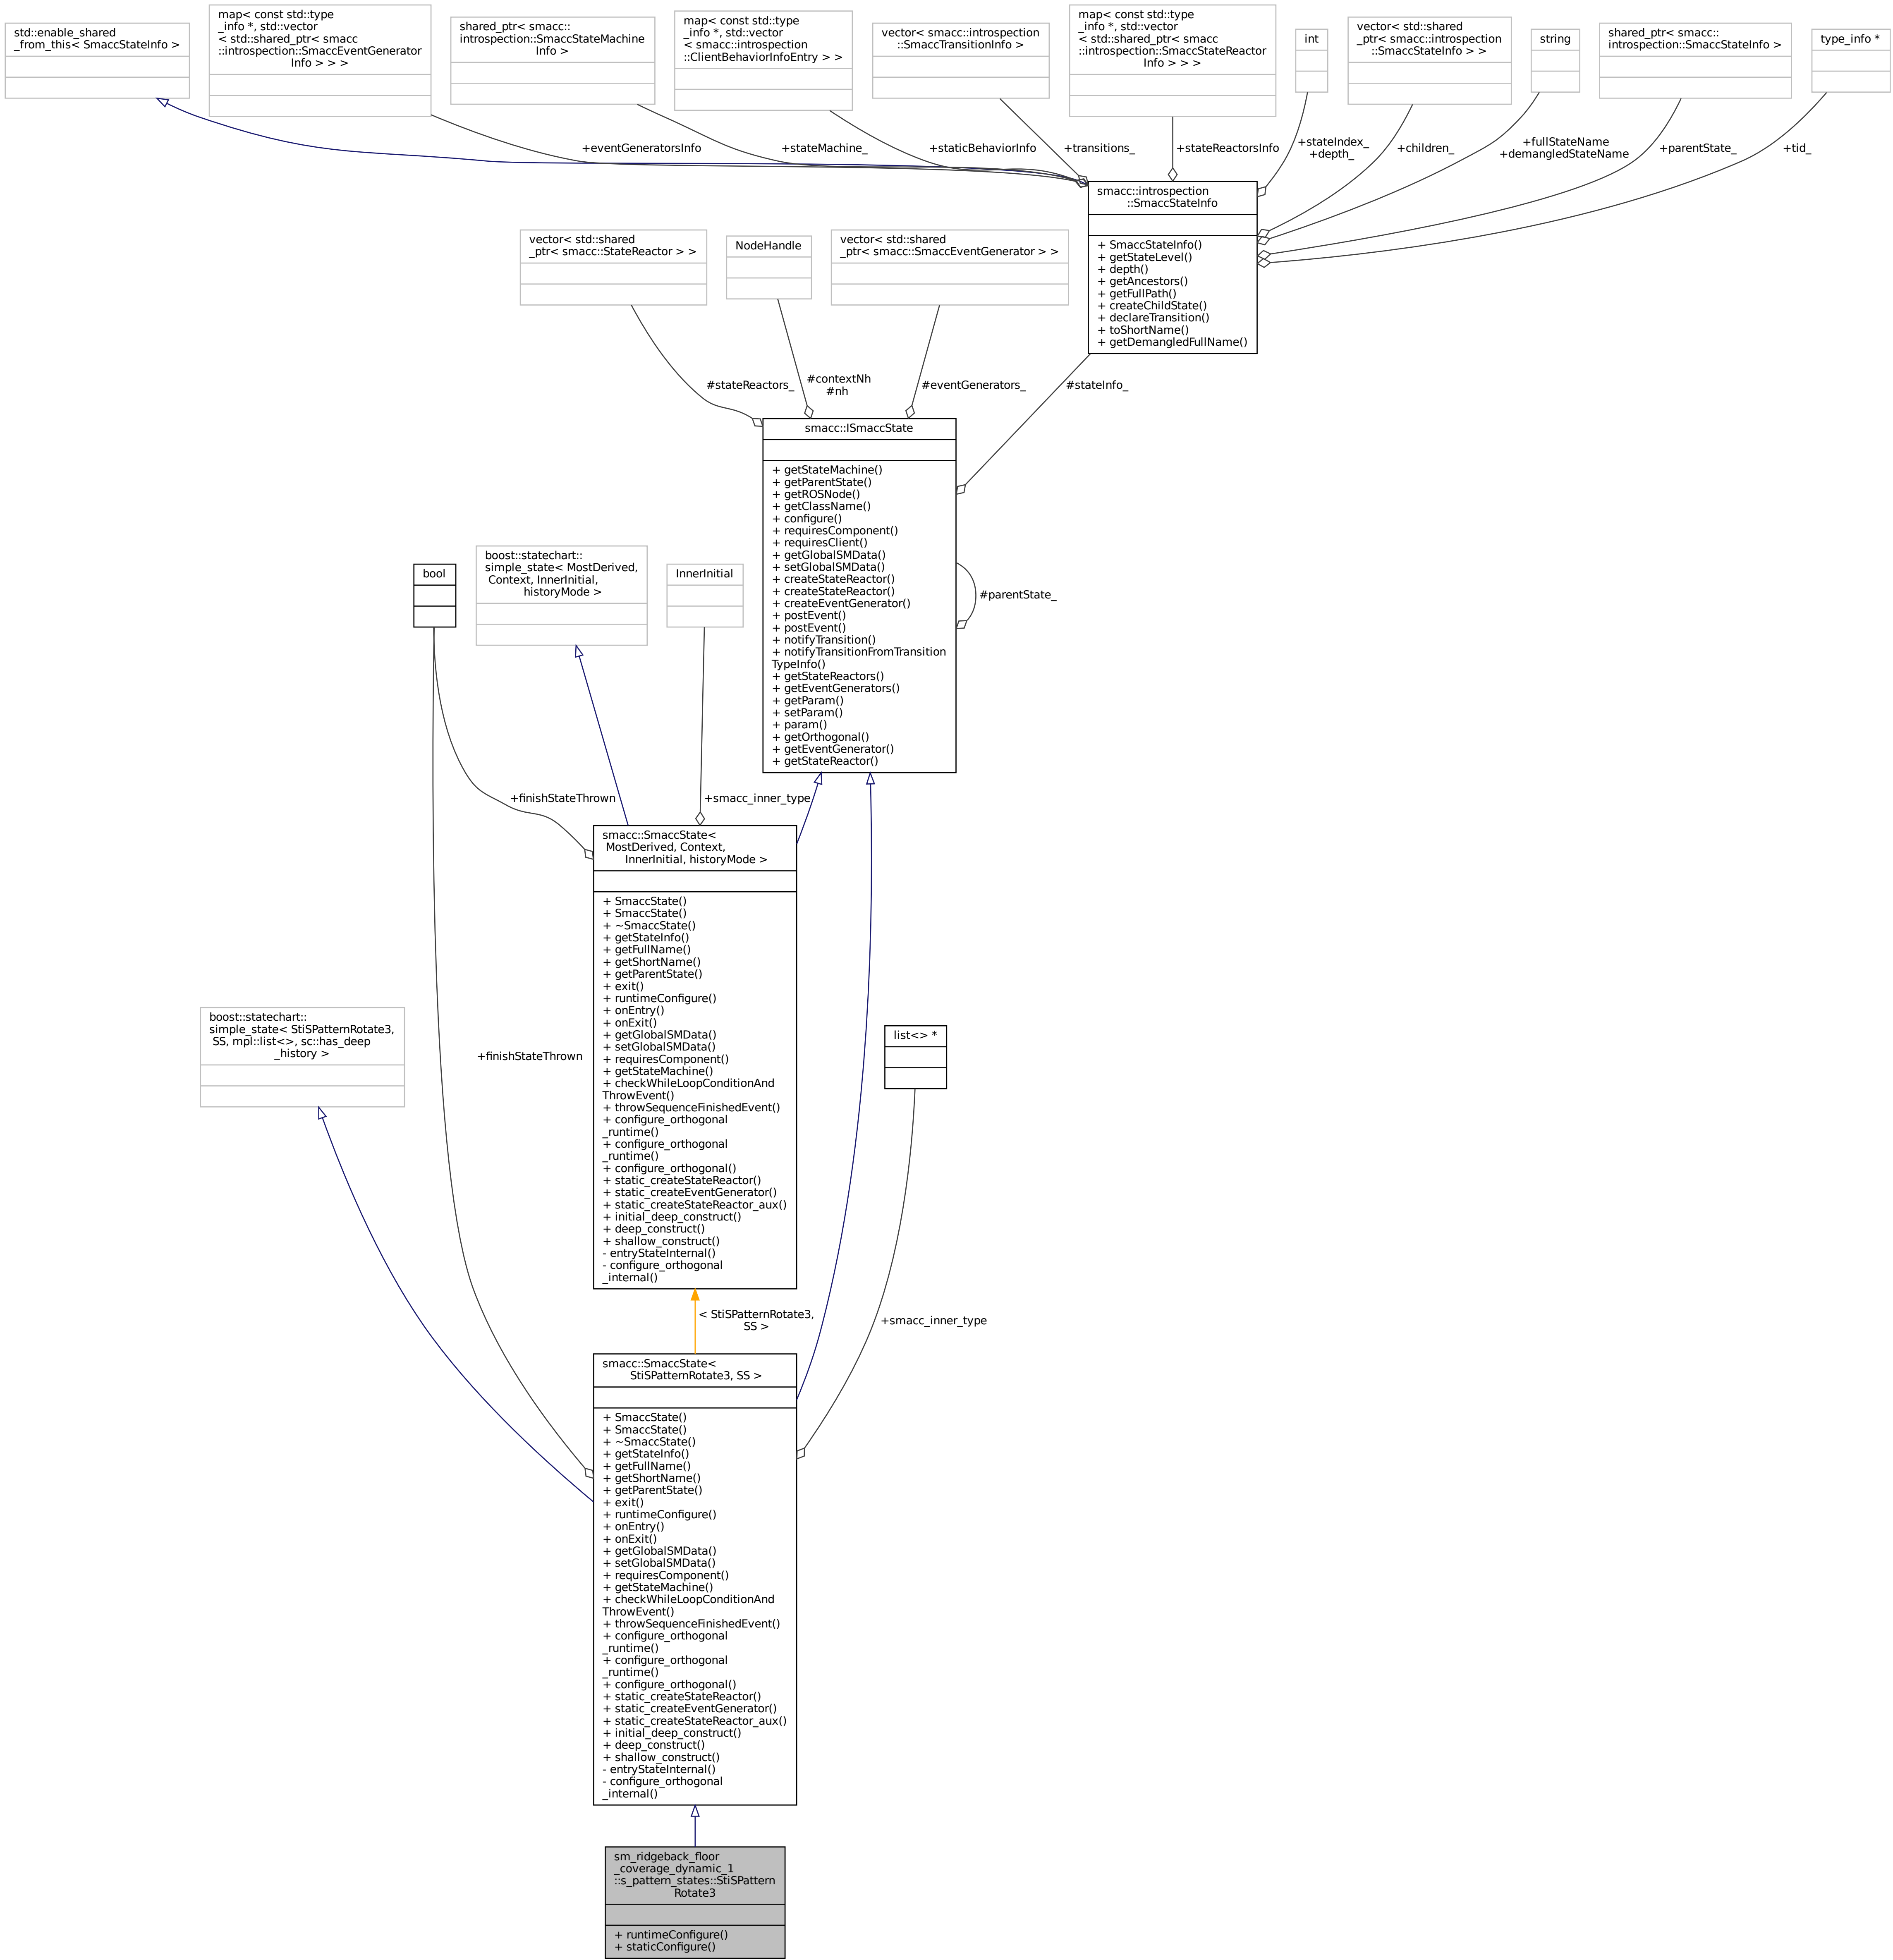 std::enable_shared
_from_this< SmaccStateInfo >
map< const std::type
_info *, std::vector
< std::shared_ptr< smacc
::introspection::SmaccEventGenerator
Info > > >
shared_ptr< smacc::
introspection::SmaccStateMachine
Info >
map< const std::type
_info *, std::vector
< smacc::introspection
::ClientBehaviorInfoEntry > >
vector< smacc::introspection
::SmaccTransitionInfo >
map< const std::type
_info *, std::vector
< std::shared_ptr< smacc
::introspection::SmaccStateReactor
Info > > >
int
vector< std::shared
_ptr< smacc::introspection
::SmaccStateInfo > >
string
shared_ptr< smacc::
introspection::SmaccStateInfo >
type_info *
+eventGeneratorsInfo
+stateMachine_
+staticBehaviorInfo
+transitions_
+stateReactorsInfo
+stateIndex_
+depth_
+children_
+fullStateName
+demangledStateName
+parentState_
+tid_
smacc::introspection
::SmaccStateInfo
+ SmaccStateInfo()
+ getStateLevel()
+ depth()
+ getAncestors()
+ getFullPath()
+ createChildState()
+ declareTransition()
+ toShortName()
+ getDemangledFullName()
vector< std::shared
_ptr< smacc::StateReactor > >
NodeHandle
vector< std::shared
_ptr< smacc::SmaccEventGenerator > >
#stateReactors_
#contextNh
#nh
#eventGenerators_
#stateInfo_
smacc::ISmaccState
+ getStateMachine()
+ getParentState()
+ getROSNode()
+ getClassName()
+ configure()
+ requiresComponent()
+ requiresClient()
+ getGlobalSMData()
+ setGlobalSMData()
+ createStateReactor()
+ createStateReactor()
+ createEventGenerator()
+ postEvent()
+ postEvent()
+ notifyTransition()
+ notifyTransitionFromTransition
TypeInfo()
+ getStateReactors()
+ getEventGenerators()
+ getParam()
+ setParam()
+ param()
+ getOrthogonal()
+ getEventGenerator()
+ getStateReactor()
#parentState_
bool
boost::statechart::
simple_state< MostDerived,
Context, InnerInitial,
historyMode >
InnerInitial
+finishStateThrown
+smacc_inner_type
smacc::SmaccState<
MostDerived, Context,
InnerInitial, historyMode >
+ SmaccState()
+ SmaccState()
+ ~SmaccState()
+ getStateInfo()
+ getFullName()
+ getShortName()
+ getParentState()
+ exit()
+ runtimeConfigure()
+ onEntry()
+ onExit()
+ getGlobalSMData()
+ setGlobalSMData()
+ requiresComponent()
+ getStateMachine()
+ checkWhileLoopConditionAnd
ThrowEvent()
+ throwSequenceFinishedEvent()
+ configure_orthogonal
_runtime()
+ configure_orthogonal
_runtime()
+ configure_orthogonal()
+ static_createStateReactor()
+ static_createEventGenerator()
+ static_createStateReactor_aux()
+ initial_deep_construct()
+ deep_construct()
+ shallow_construct()
- entryStateInternal()
- configure_orthogonal
_internal()
boost::statechart::
simple_state< StiSPatternRotate3,
SS, mpl::list<>, sc::has_deep
_history >
+finishStateThrown
list<> *
< StiSPatternRotate3,
SS >
+smacc_inner_type
smacc::SmaccState<
StiSPatternRotate3, SS >
+ SmaccState()
+ SmaccState()
+ ~SmaccState()
+ getStateInfo()
+ getFullName()
+ getShortName()
+ getParentState()
+ exit()
+ runtimeConfigure()
+ onEntry()
+ onExit()
+ getGlobalSMData()
+ setGlobalSMData()
+ requiresComponent()
+ getStateMachine()
+ checkWhileLoopConditionAnd
ThrowEvent()
+ throwSequenceFinishedEvent()
+ configure_orthogonal
_runtime()
+ configure_orthogonal
_runtime()
+ configure_orthogonal()
+ static_createStateReactor()
+ static_createEventGenerator()
+ static_createStateReactor_aux()
+ initial_deep_construct()
+ deep_construct()
+ shallow_construct()
- entryStateInternal()
- configure_orthogonal
_internal()
sm_ridgeback_floor
_coverage_dynamic_1
::s_pattern_states::StiSPattern
Rotate3
+ runtimeConfigure()
+ staticConfigure()